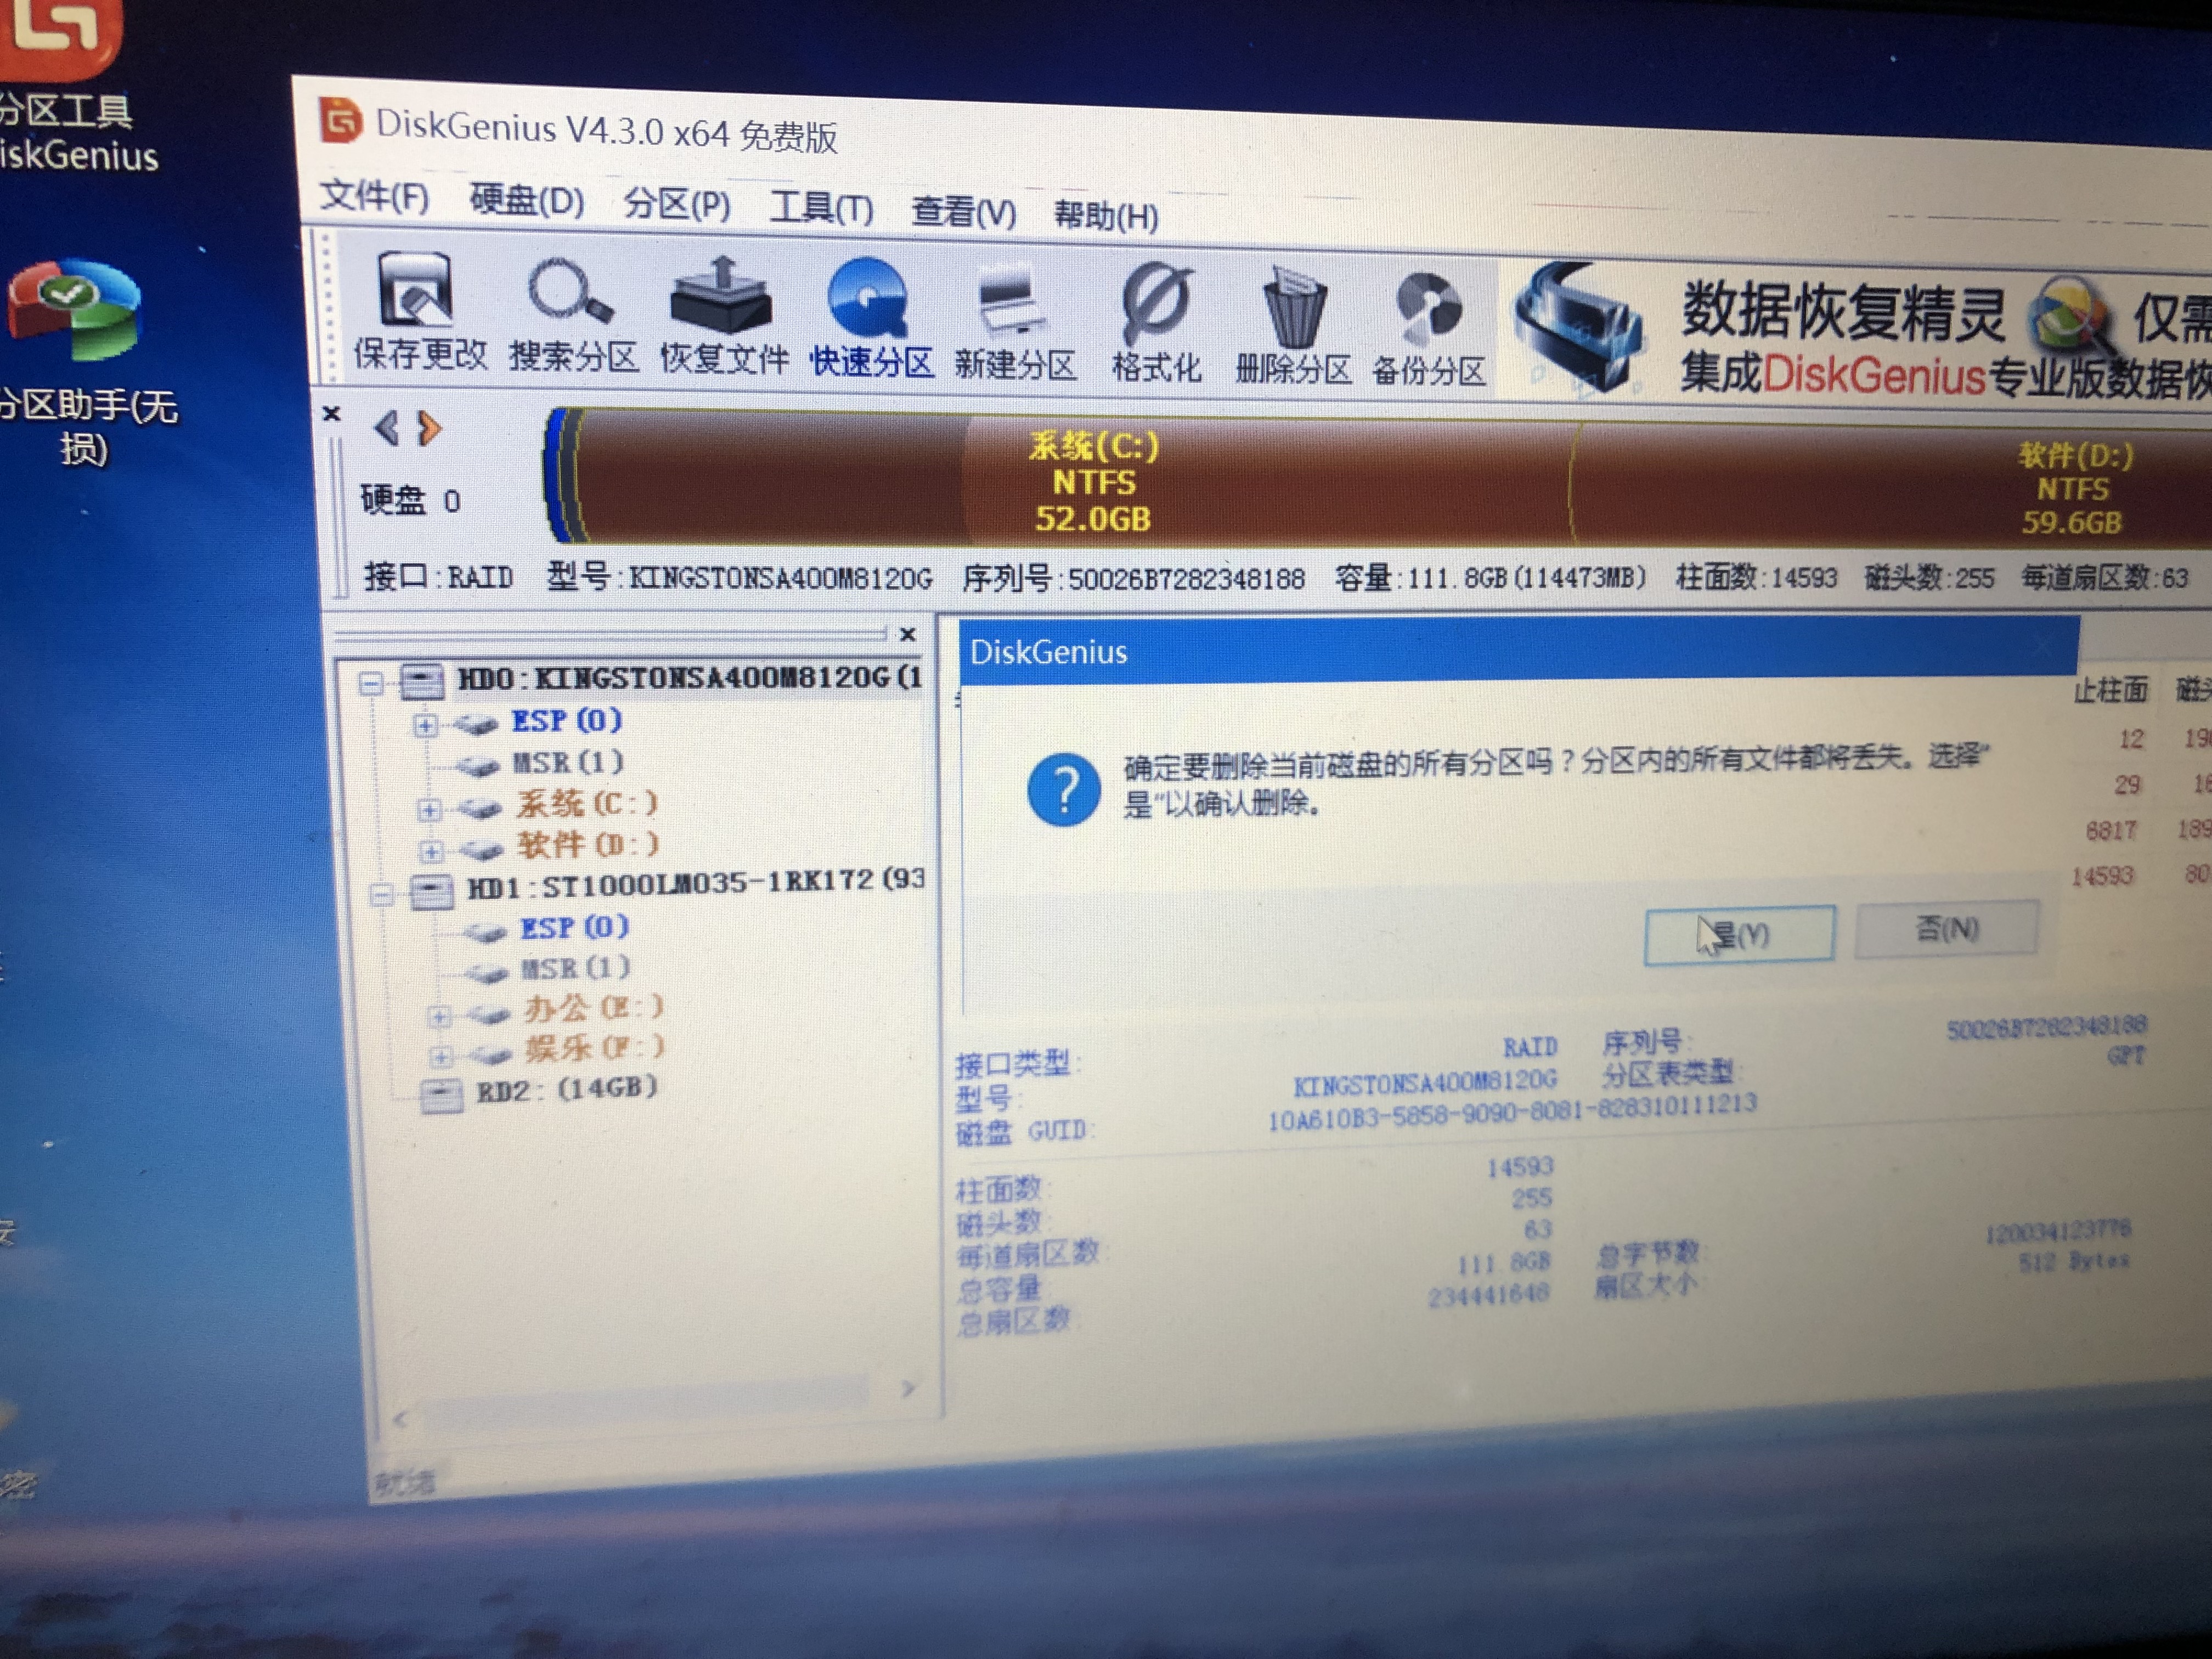 分区工具
iskGenius
分区助手(无
损)
DiskGenius V4.3.0 x64 免费版
文件(F) 硬盘(D) 分区(P) 工具(T) 查看(V) 帮助(H)
保存更改 搜索分区 恢复文件 快速分区 新建分区 格式化 删除分区 备份分区
数据恢复精灵 仅需
集成DiskGenius专业版数据恢
硬盘 0
系统(C:)
NTFS
52.0GB
软件(D:)
NTFS
59.6GB
接口:RAID 型号:KINGSTONSA400M8120G 序列号:50026B7282348188 容量:111.8GB(114473MB) 柱面数:14593 磁头数:255 每道扇区数:63
HD0:KINGSTONSA400M8120G(1
ESP(0)
MSR(1)
系统(C:)
软件(D:)
HD1:ST1000LM035-1RK172(93
ESP(0)
MSR(1)
办公(E:)
娱乐(F:)
RD2:(14GB)
DiskGenius
确定要删除当前磁盘的所有分区吗？分区内的所有文件都将丢失。选择“
是”以确认删除。
是(Y) 否(N)
止柱面 磁头
12 190
29 16
6817 189
14593 80
接口类型: RAID 序列号: 50026B7282348188
型号: KINGSTONSA400M8120G 分区表类型: GPT
磁盘 GUID: 10A610B3-5858-9090-8081-828310111213
柱面数: 14593
磁头数: 255
每道扇区数: 63
总容量: 111.8GB 总字节数: 120034123776
总扇区数: 234441648 扇区大小: 512 Bytes
就绪